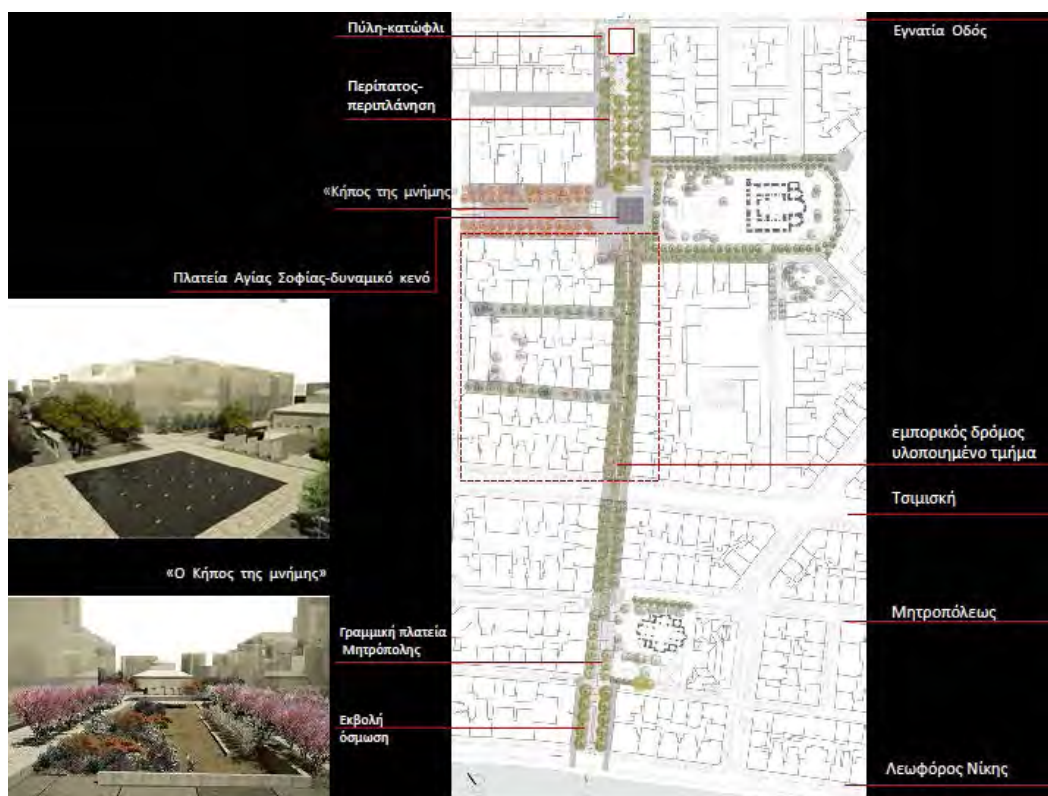 Πύλη-κατώφλι
Περίπατος-
περιπλάνηση
«Κήπος της μνήμης»
Πλατεία Αγίας Σοφίας-δυναμικό κενό
«Ο Κήπος της μνήμης»
Γραμμική πλατεία
Μητρόπολης
Εκβολή
όσμωση
Εγνατία Οδός
εμπορικός δρόμος
υλοποιημένο τμήμα
Τσιμισκή
Μητροπόλεως
Λεωφόρος Νίκης